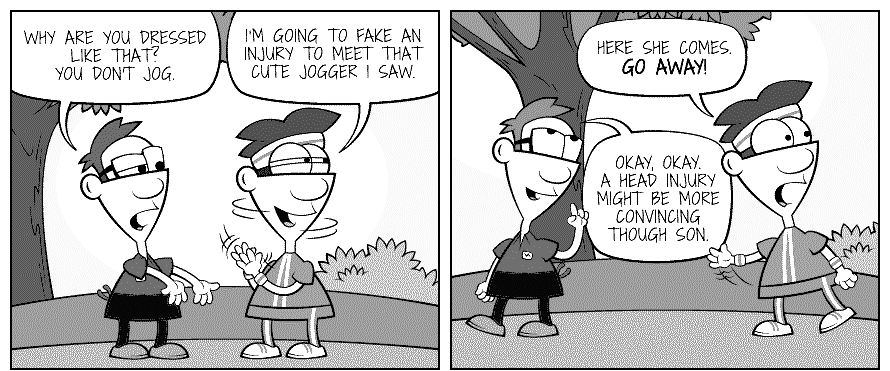 WHY ARE YOU DRESSED
LIKE THAT?
YOU DON'T JOG.
I'M GOING TO FAKE AN
INJURY TO MEET THAT
CUTE JOGGER I SAW.
HERE SHE COMES.
GO AWAY!
OKAY, OKAY.
A HEAD INJURY
MIGHT BE MORE
CONVINCING
THOUGH SON.